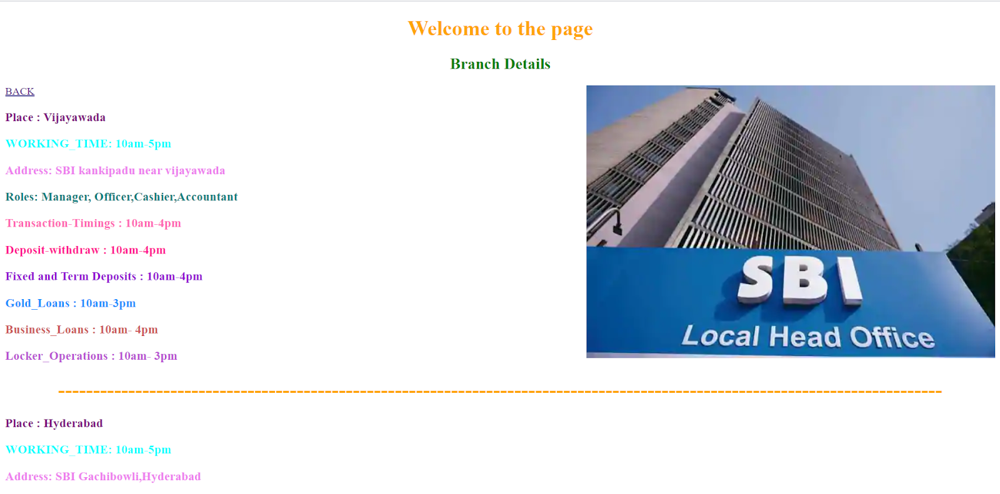 Welcome to the page
Branch Details
BACK
Place : Vijayawada
WORKING_TIME: 10am-5pm
Address: SBI kankipadu near vijayawada
Roles: Manager, Officer,Cashier,Accountant
Transaction-Timings : 10am-4pm
Deposit-withdraw : 10am-4pm
Fixed and Term Deposits : 10am-4pm
Gold_Loans : 10am-3pm
Business_Loans : 10am- 4pm
Locker_Operations : 10am- 3pm
SBI
Local Head Office
Place : Hyderabad
WORKING_TIME: 10am-5pm
Address: SBI Gachibowli,Hyderabad